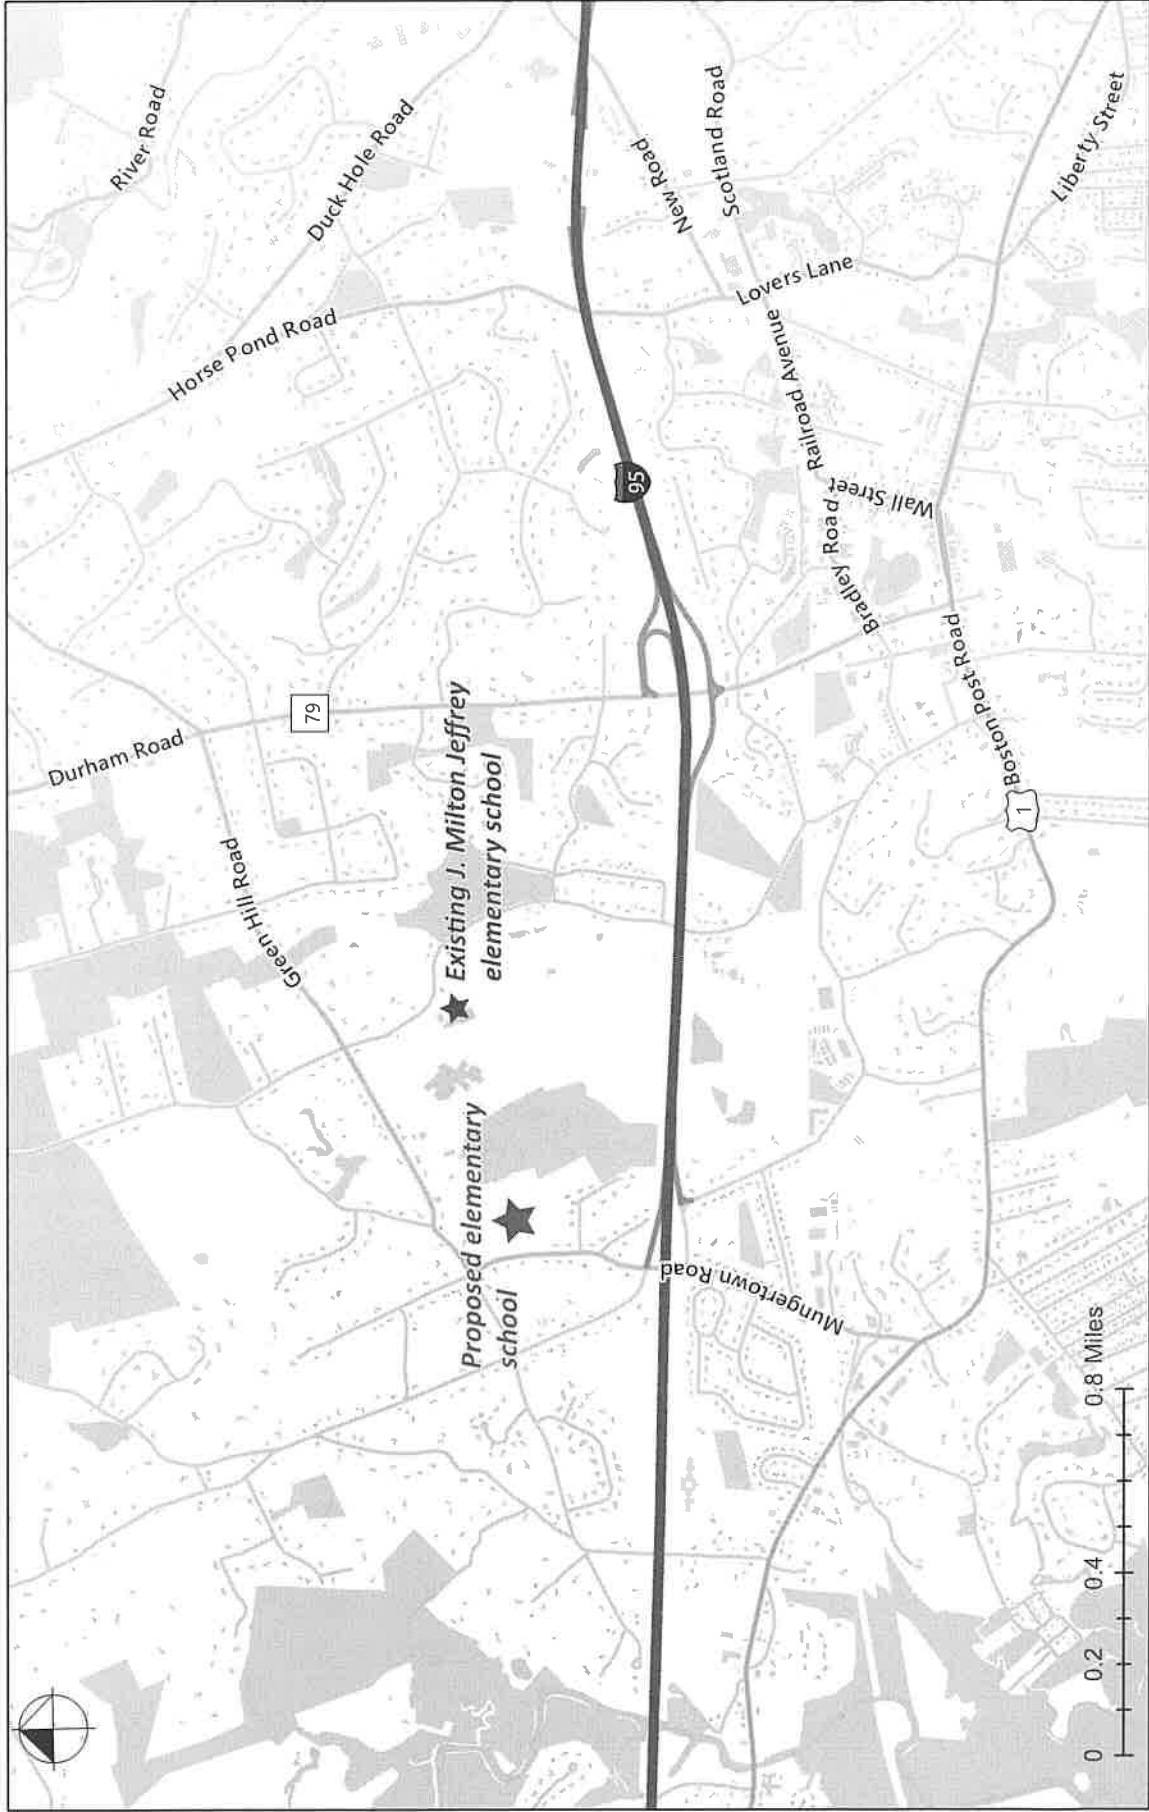 River Road
Duck Hole Road
Horse Pond Road
New Road
Scotland Road
Lovers Lane
Liberty Street
Railroad Avenue
95
Wall Street
Bradley Road
79
Durham Road
Boston Post Road
1
Green Hill Road
Existing J. Milton Jeffrey
elementary school
Proposed elementary
school
Mungertown Road
0 0.2 0.4 0.8 Miles